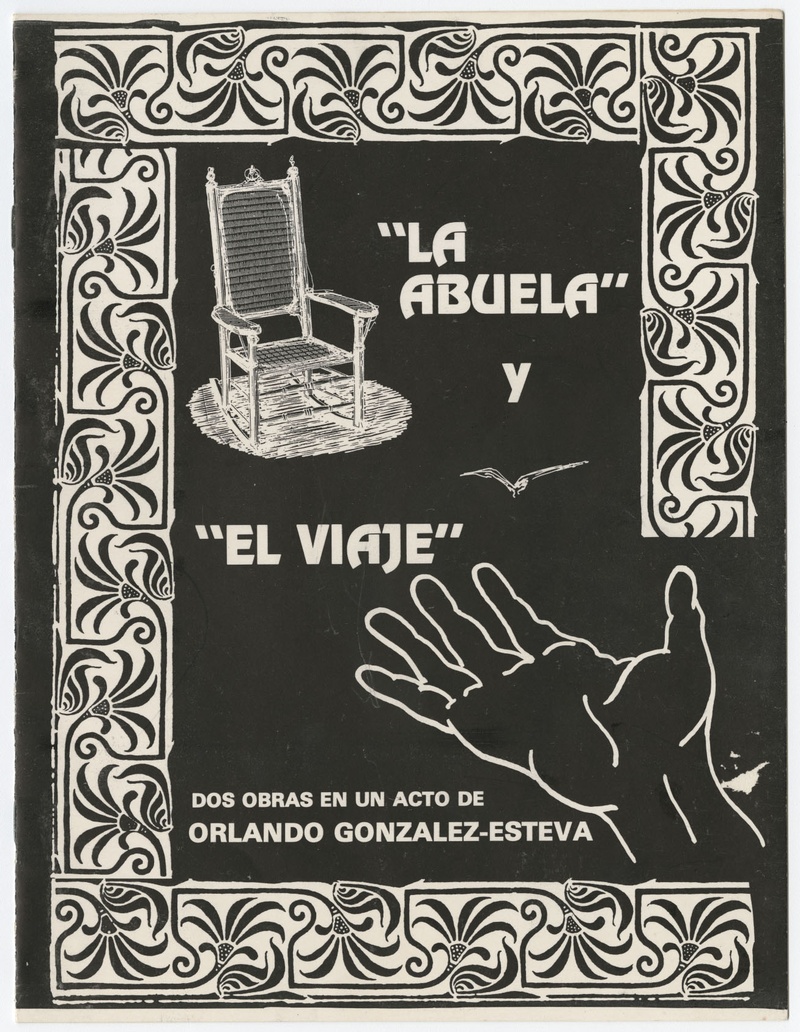 "LA
ABUELA"
y
"EL VIAJE"
DOS OBRAS EN UN ACTO DE
ORLANDO GONZALEZ-ESTEVA